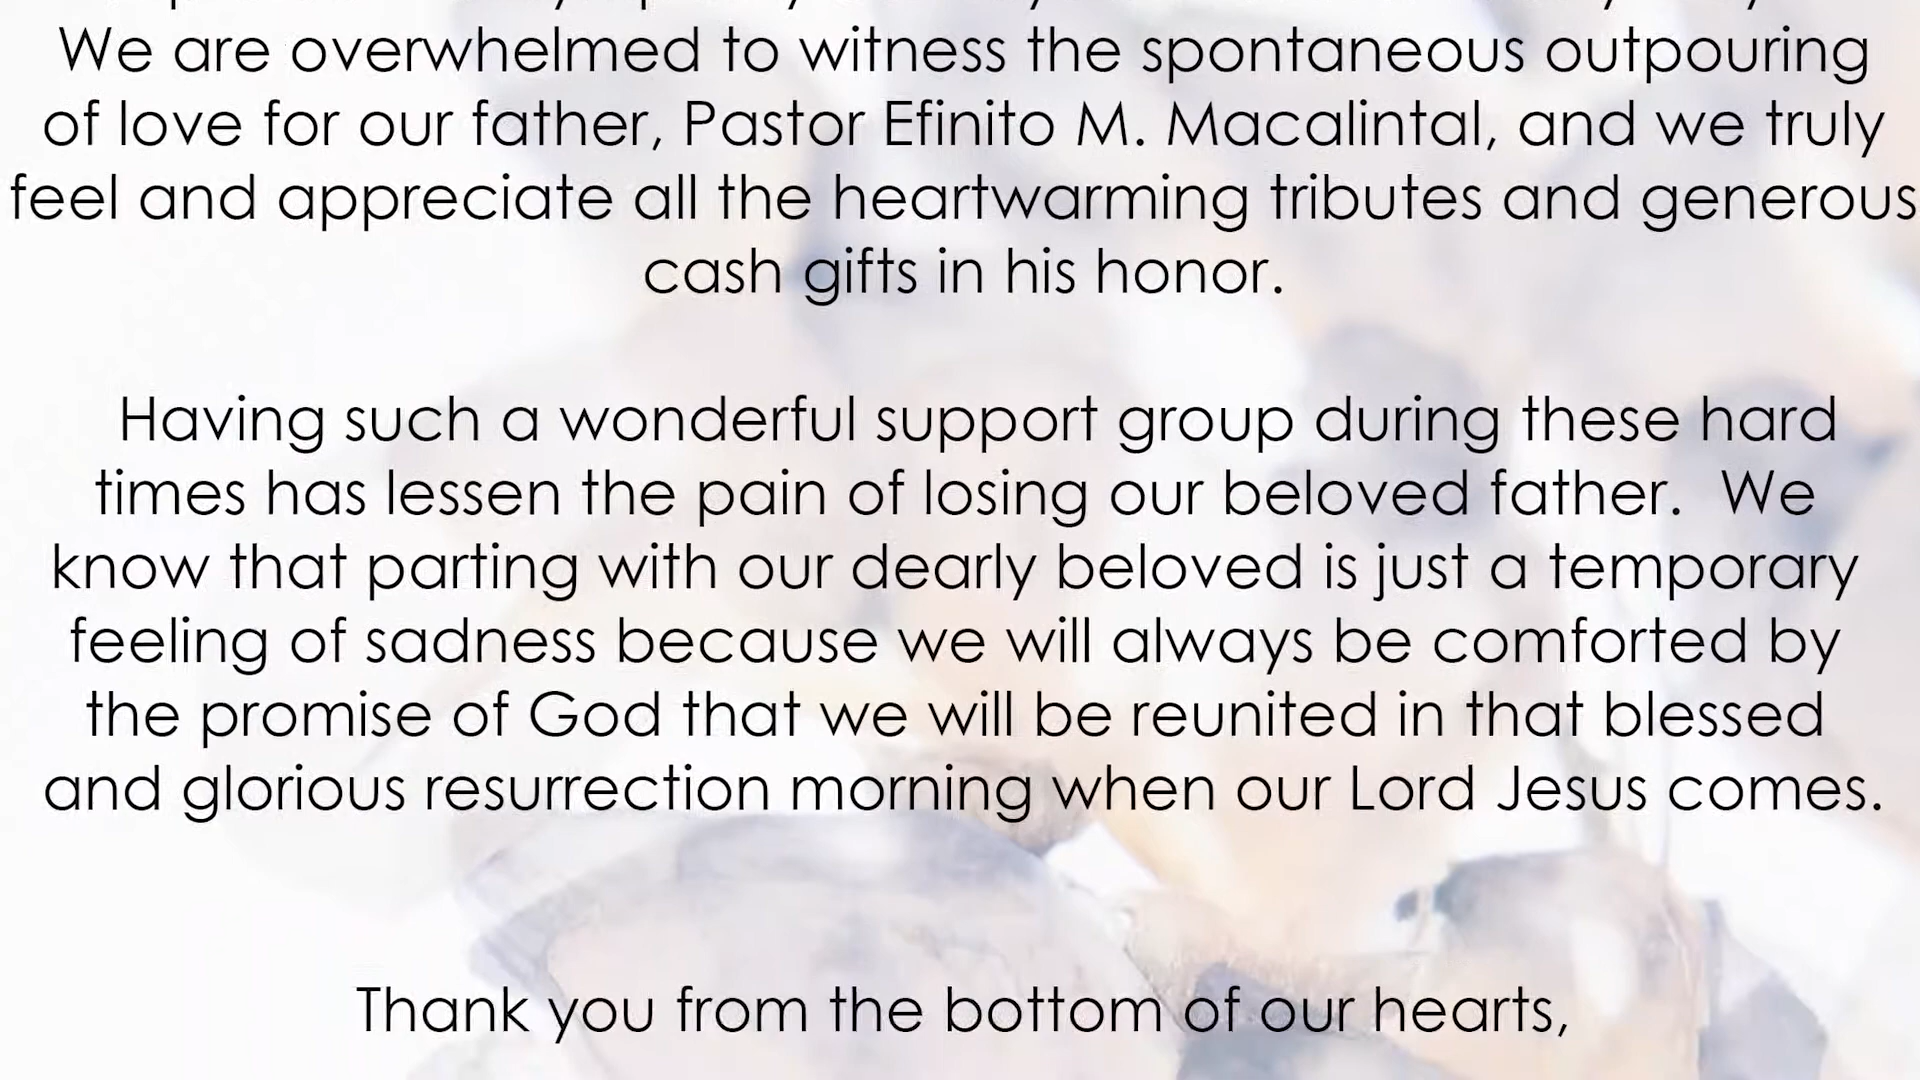 We are overwhelmed to witness the spontaneous outpouring
of love for our father, Pastor Efinito M. Macalintal, and we truly
feel and appreciate all the heartwarming tributes and generous
cash gifts in his honor.
Having such a wonderful support group during these hard
times has lessen the pain of losing our beloved father.  We
know that parting with our dearly beloved is just a temporary
feeling of sadness because we will always be comforted by
the promise of God that we will be reunited in that blessed
and glorious resurrection morning when our Lord Jesus comes.
Thank you from the bottom of our hearts,